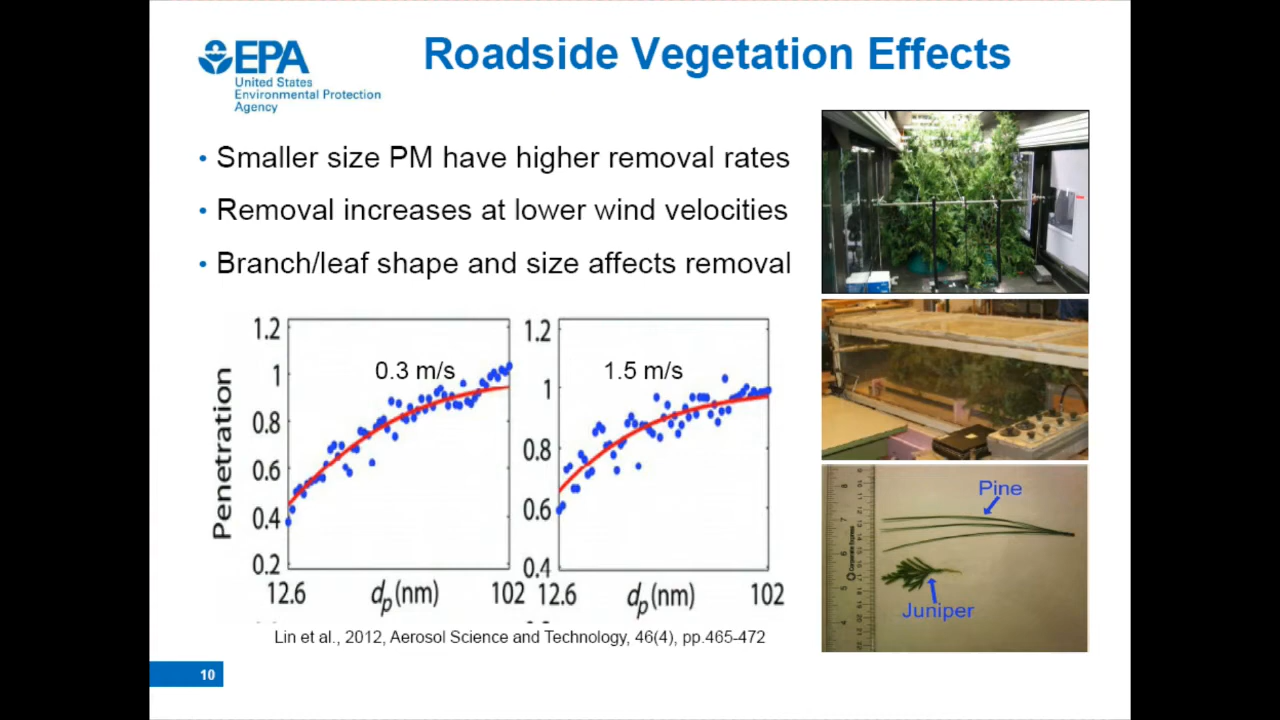 EPA
United States
Environmental Protection
Agency
Roadside Vegetation Effects
• Smaller size PM have higher removal rates
• Removal increases at lower wind velocities
• Branch/leaf shape and size affects removal
Penetration
1.2
1
0.8
0.6
0.4
0.2
0.3 m/s
12.6
dp(nm)
102
1.2
1
0.8
0.6
0.4
1.5 m/s
12.6
dp(nm)
102
Lin et al., 2012, Aerosol Science and Technology, 46(4), pp.465-472
Pine
Juniper
Corporate Express
10